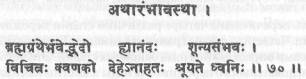 अथारंभावस्था ।
ब्रह्मग्रंथेर्भवेद्भेदो ह्यानंदः शून्यसंभवः ।
विचित्रः क्वणको देहेऽनाहतः श्रूयते ध्वनिः ॥ ७० ॥